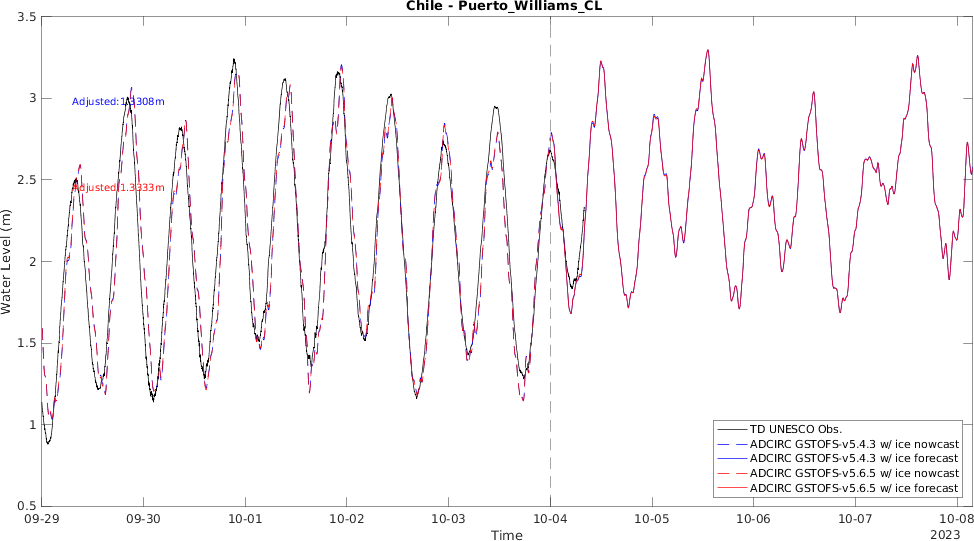 Chile - Puerto_Williams_CL
3.5
3
2.5
2
1.5
1
0.5
Water Level (m)
Adjusted:1.3308m
Adjusted:1.3333m
TD UNESCO Obs.
ADCIRC GSTOFS-v5.4.3 w/ ice nowcast
ADCIRC GSTOFS-v5.4.3 w/ ice forecast
ADCIRC GSTOFS-v5.6.5 w/ ice nowcast
ADCIRC GSTOFS-v5.6.5 w/ ice forecast
09-29 09-30 10-01 10-02 10-03 10-04 10-05 10-06 10-07 10-08
2023
Time